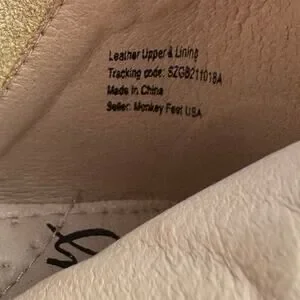 Leather Upper & Lining
Tracking code: SZGB211018A
Made in China
Seller: Monkey Feet USA